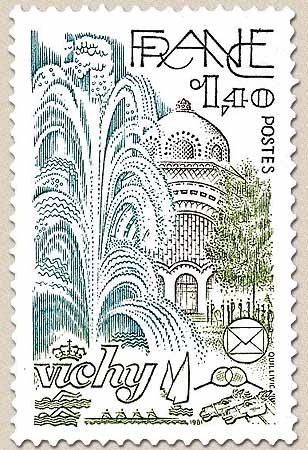 FRANCE
1,40
POSTES
vichy
QUILLIVIC
1981